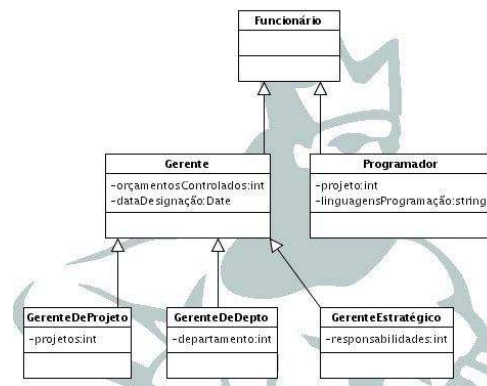 Funcionário
Gerente
-orçamentosControlados:int
-dataDesignação:Date
Programador
-projeto:int
-linguagensProgramação:string
GerenteDeProjeto
-projetos:int
GerenteDeDepto
-departamento:int
GerenteEstratégico
-responsabilidades:int